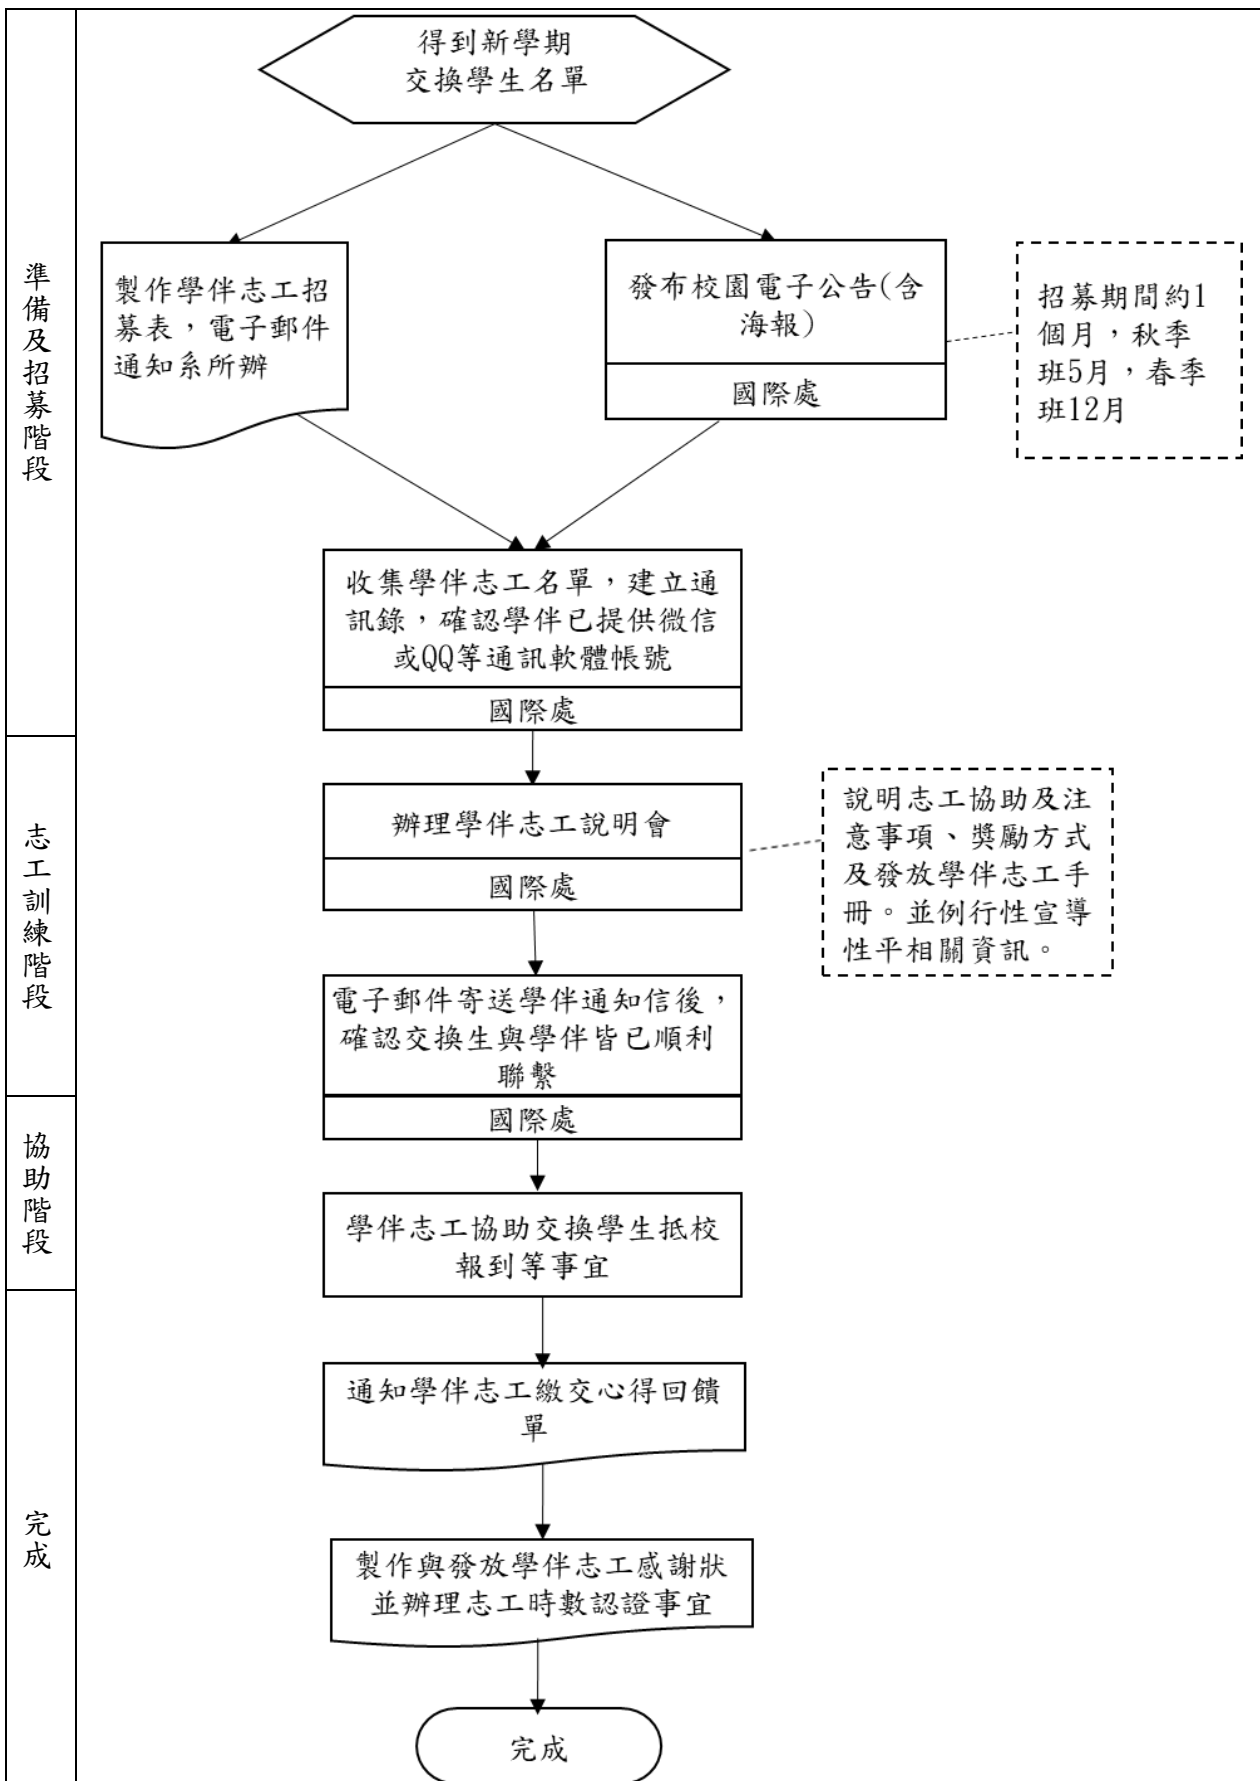 得到新學期
交換學生名單
準備及招募階段
製作學伴志工招
募表，電子郵件
通知系所辦
發布校園電子公告(含
海報)
國際處
招募期間約1
個月，秋季
班5月，春季
班12月
收集學伴志工名單，建立通
訊錄，確認學伴已提供微信
或QQ等通訊軟體帳號
國際處
志工訓練階段
辦理學伴志工說明會
國際處
說明志工協助及注
意事項、獎勵方式
及發放學伴志工手
冊。並例行性宣導
性平相關資訊。
電子郵件寄送學伴通知信後，
確認交換生與學伴皆已順利
聯繫
國際處
協助階段
學伴志工協助交換學生抵校
報到等事宜
完成
通知學伴志工繳交心得回饋
單
製作與發放學伴志工感謝狀
並辦理志工時數認證事宜
完成